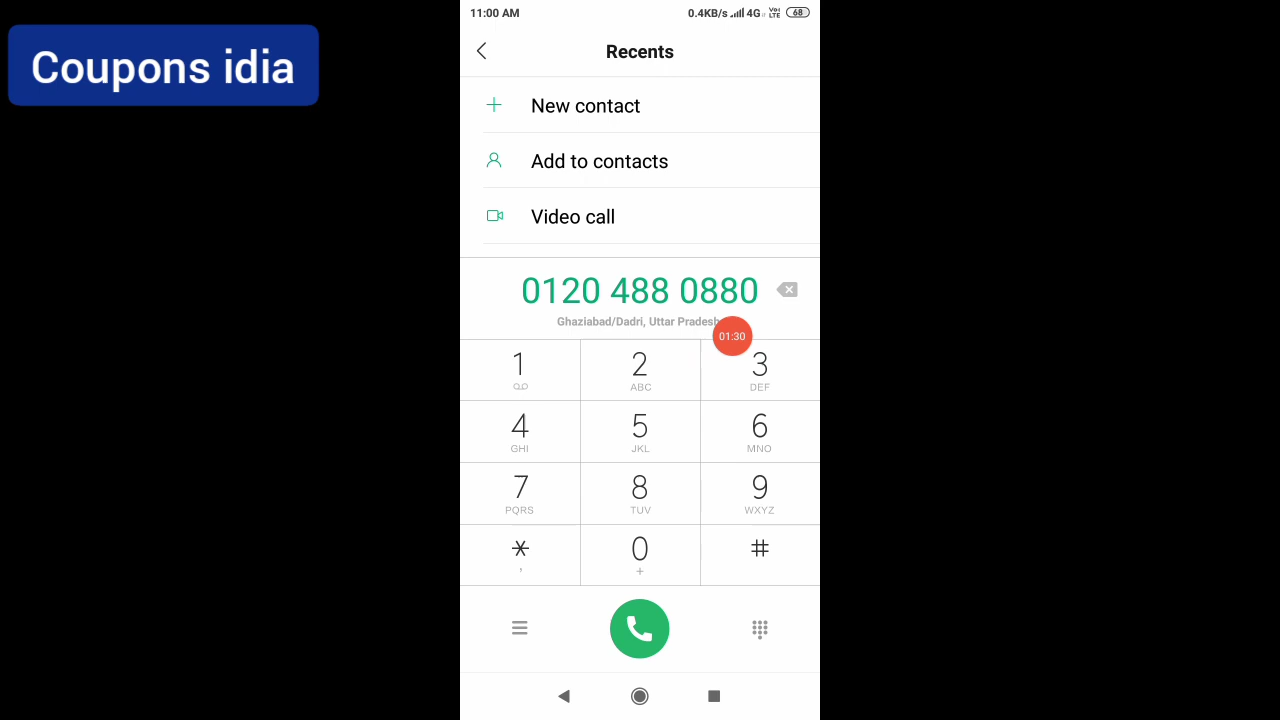 Coupons idia
11:00 AM 0.4KB/s 4G Vo LTE 68
Recents
New contact
Add to contacts
Video call
0120 488 0880
Ghaziabad/Dadri, Uttar Pradesh
01:30
1 2 3
ABC DEF
4 5 6
GHI JKL MNO
7 8 9
PQRS TUV WXYZ
* 0 #
, +